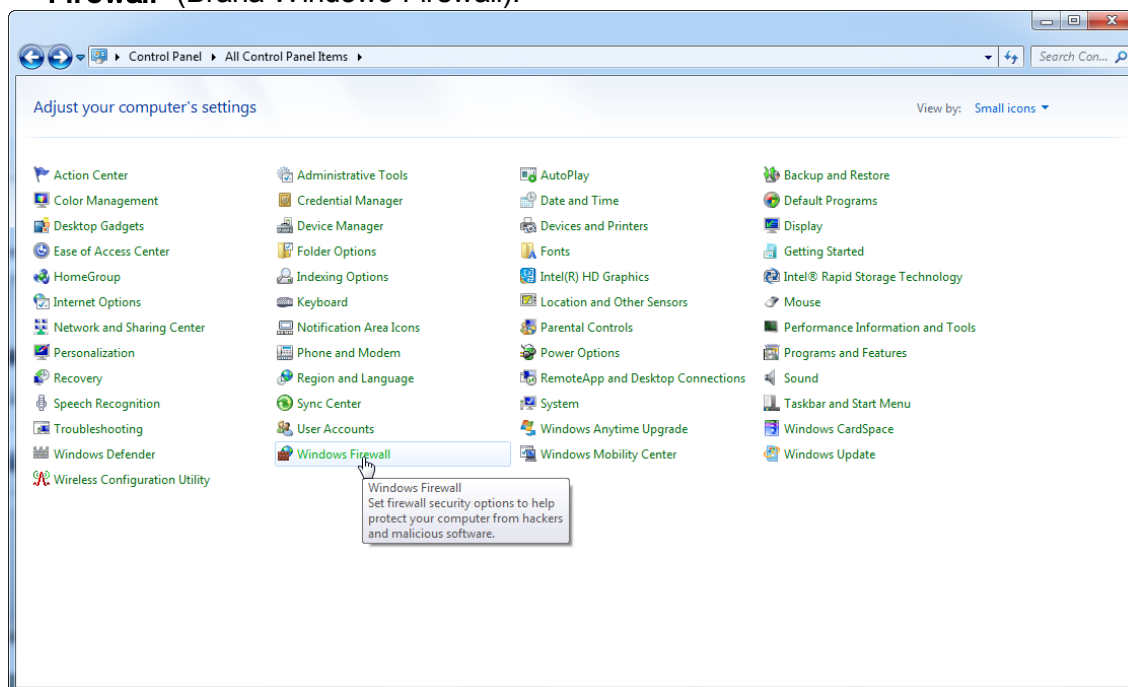 Firewall" (Brána Windows Firewall).
Control Panel All Control Panel Items
Search Con...
Adjust your computer's settings
View by: Small icons
Action Center Administrative Tools AutoPlay Backup and Restore
Color Management Credential Manager Date and Time Default Programs
Desktop Gadgets Device Manager Devices and Printers Display
Ease of Access Center Folder Options Fonts Getting Started
HomeGroup Indexing Options Intel(R) HD Graphics Intel® Rapid Storage Technology
Internet Options Keyboard Location and Other Sensors Mouse
Network and Sharing Center Notification Area Icons Parental Controls Performance Information and Tools
Personalization Phone and Modem Power Options Programs and Features
Recovery Region and Language RemoteApp and Desktop Connections Sound
Speech Recognition Sync Center System Taskbar and Start Menu
Troubleshooting User Accounts Windows Anytime Upgrade Windows CardSpace
Windows Defender Windows Firewall Windows Mobility Center Windows Update
Wireless Configuration Utility
Windows Firewall
Set firewall security options to help
protect your computer from hackers
and malicious software.